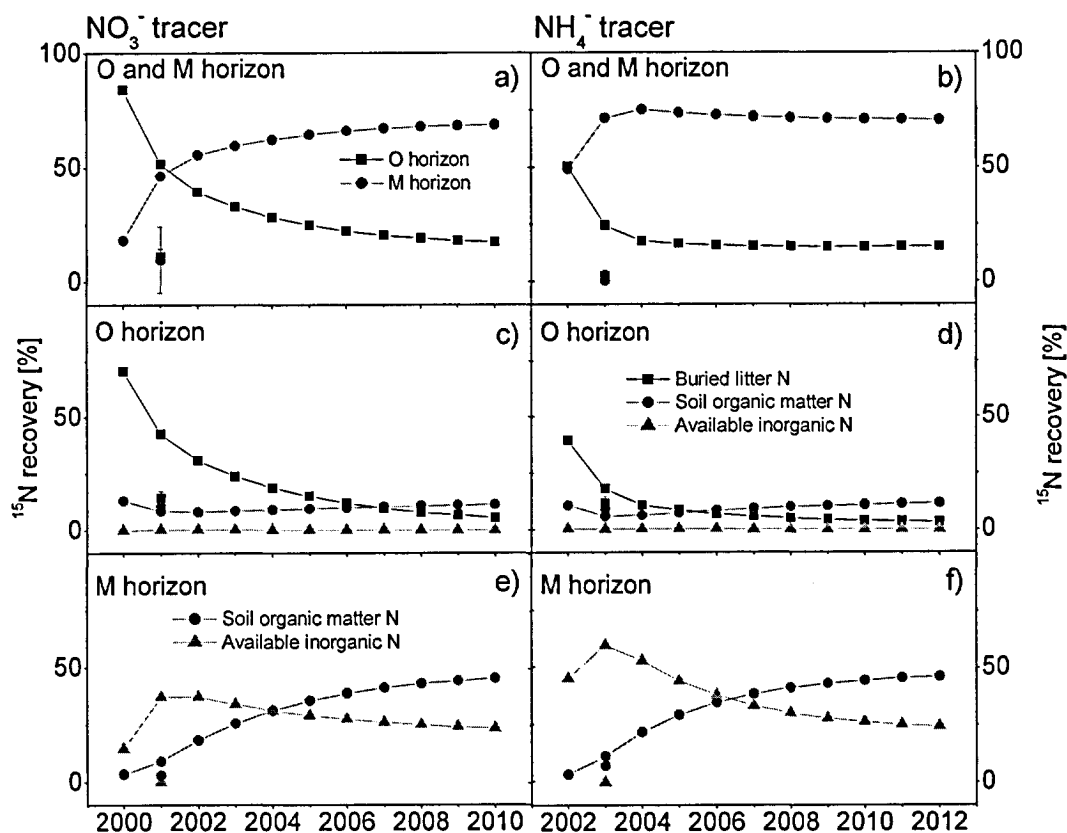 NO3- tracer
NH4- tracer
O and M horizon
a)
O horizon
M horizon
O and M horizon
b)
100
50
0
100
50
0
O horizon
c)
O horizon
d)
Buried litter N
Soil organic matter N
Available inorganic N
50
0
50
0
15N recovery [%]
15N recovery [%]
M horizon
e)
Soil organic matter N
Available inorganic N
M horizon
f)
50
0
50
0
2000 2002 2004 2006 2008 2010
2002 2004 2006 2008 2010 2012